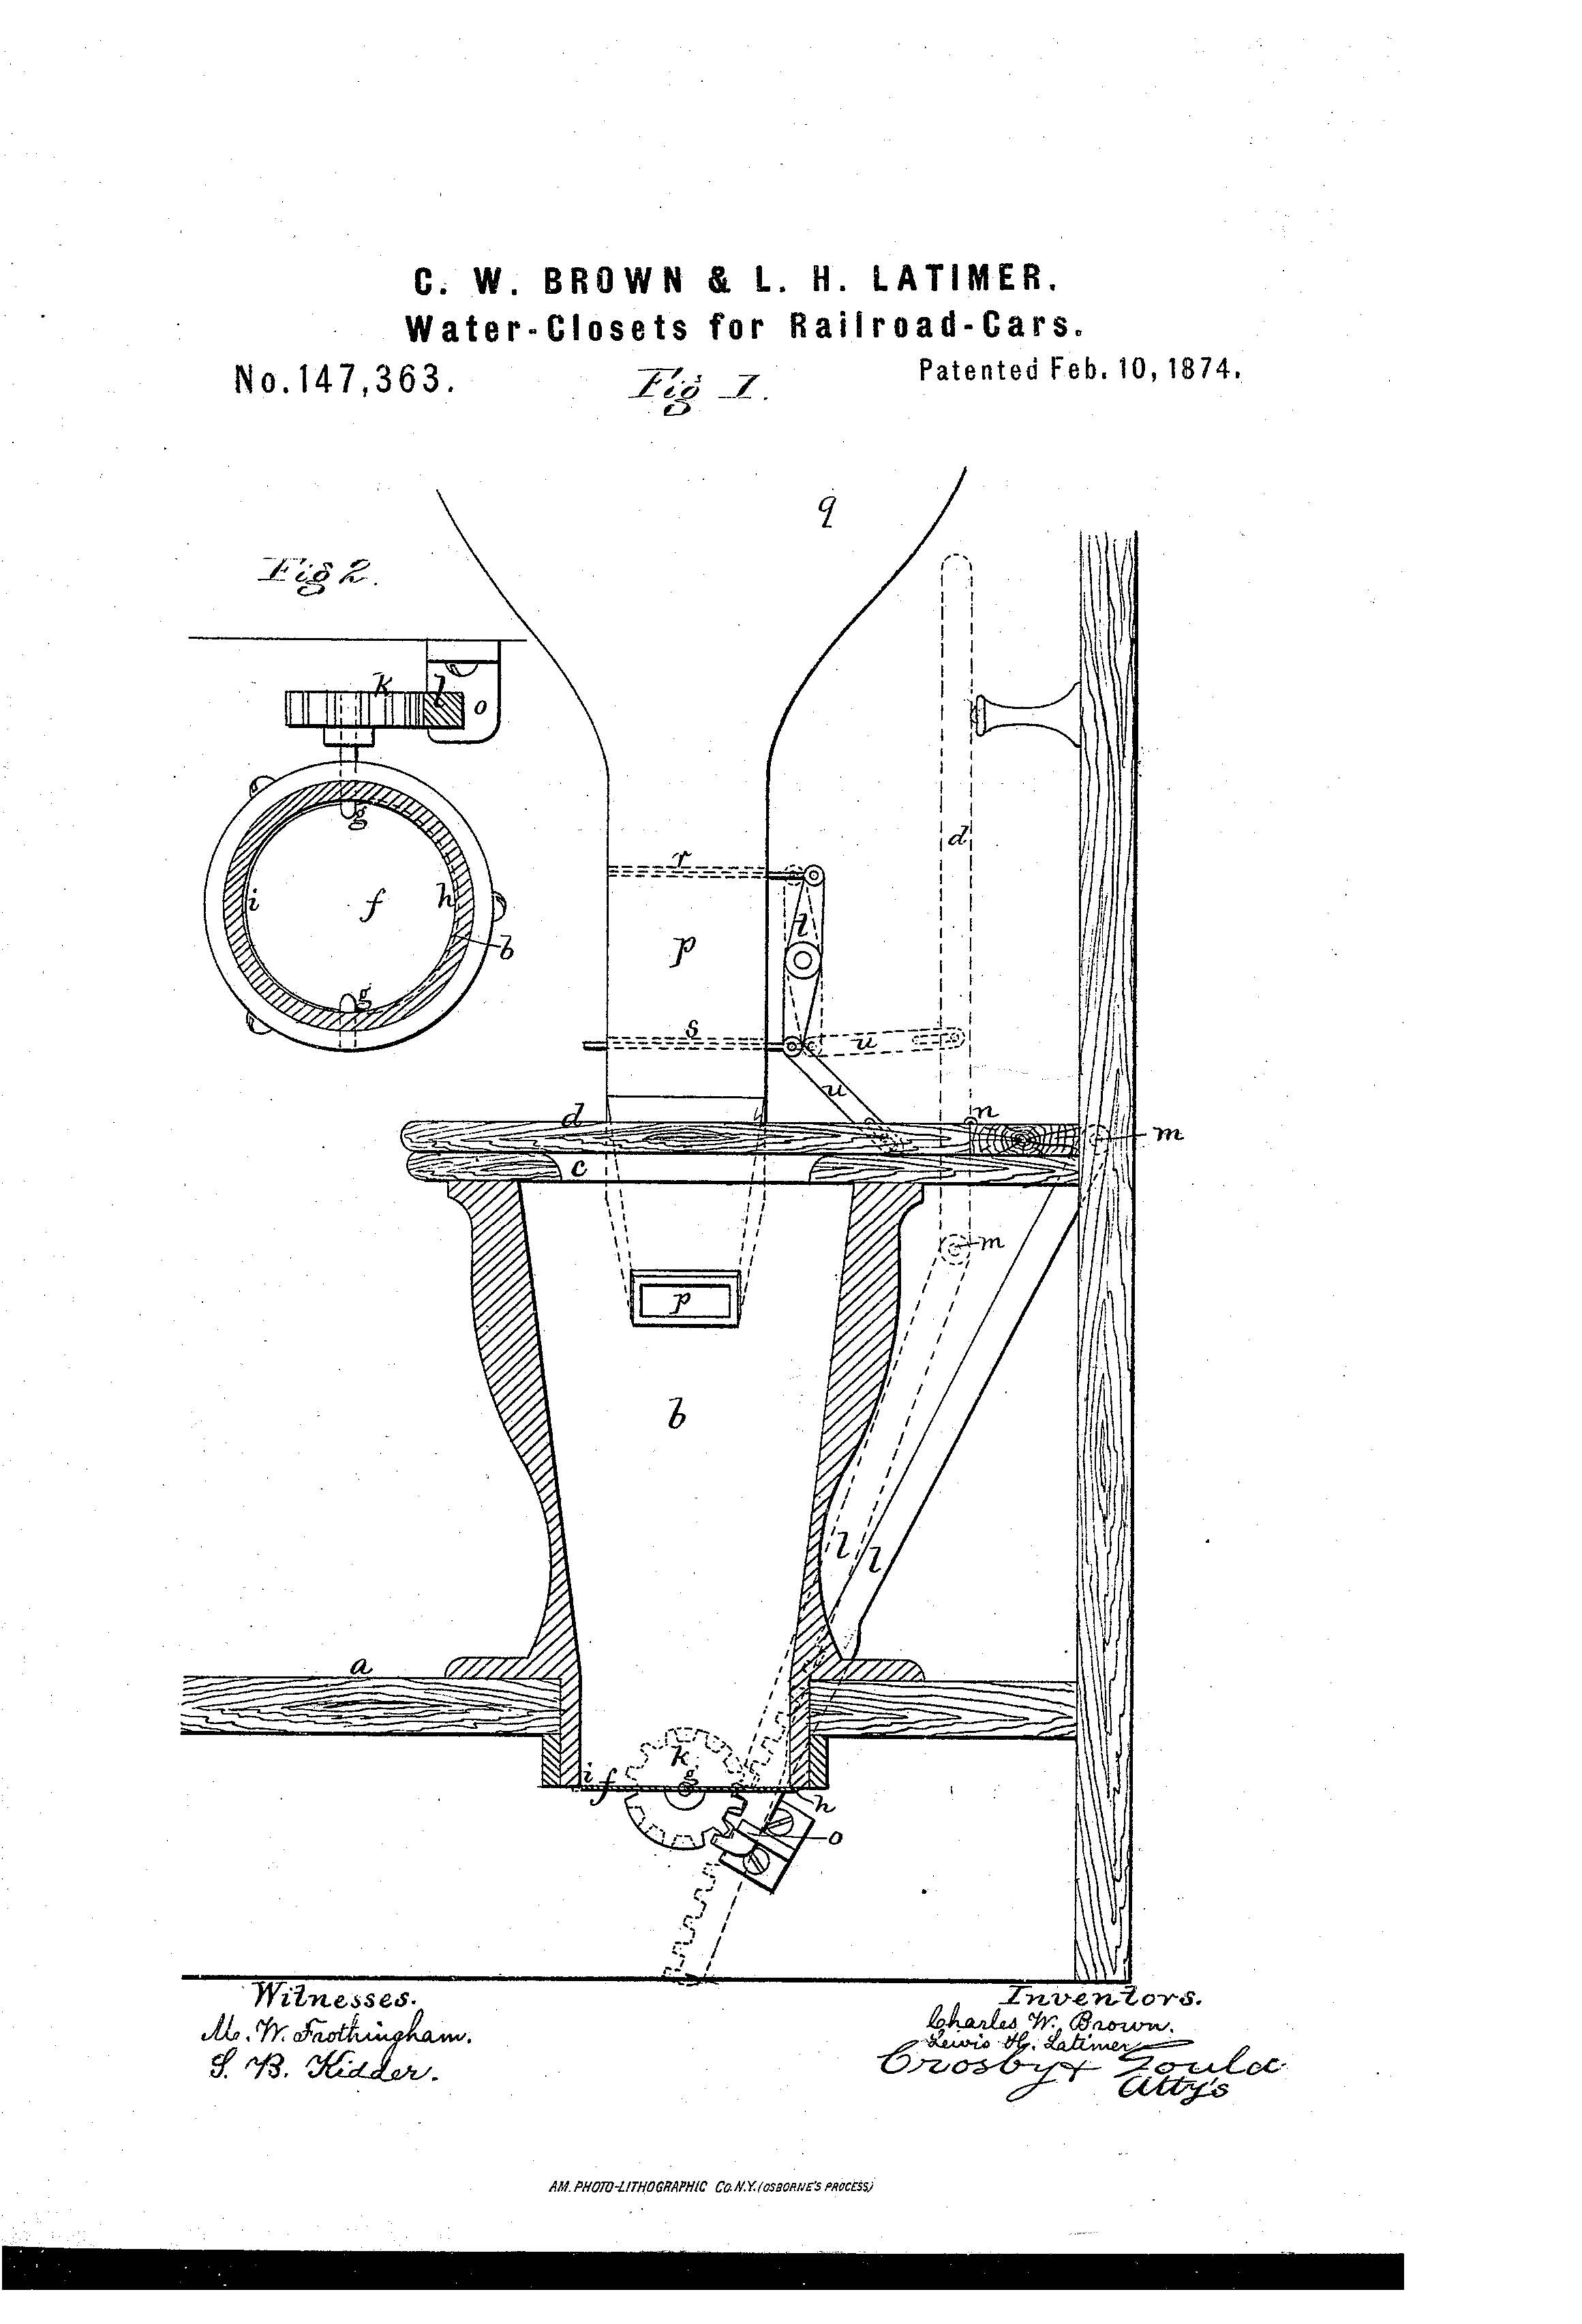 C. W. BROWN & L. H. LATIMER.
Water-Closets for Railroad-Cars.
No. 147,363.
Fig 1.
Patented Feb. 10, 1874.
q
Fig 2.
k l o
g
d
i f h
b
g
r
l
p
s
u
u
d
n
m
c
m
p
b
l l
a
k
i f g
h
o
Witnesses.
M. W. Frothingham.
S. B. Kidder.
Inventors.
Charles W. Brown.
Lewis H. Latimer
Crosby & Gould
Atty's
AM. PHOTO-LITHOGRAPHIC CO. N.Y. (OSBORNE'S PROCESS)